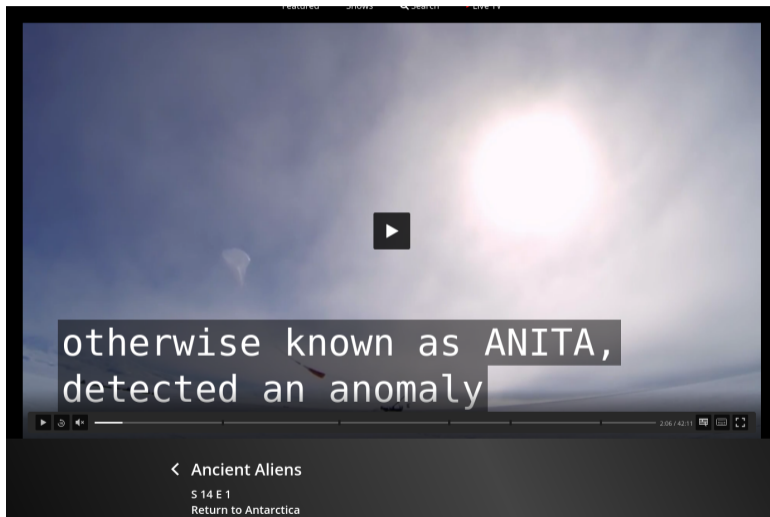 Featured Shows Search Live TV
otherwise known as ANITA,
detected an anomaly
2:06 / 42:11
Ancient Aliens
S 14 E 1
Return to Antarctica